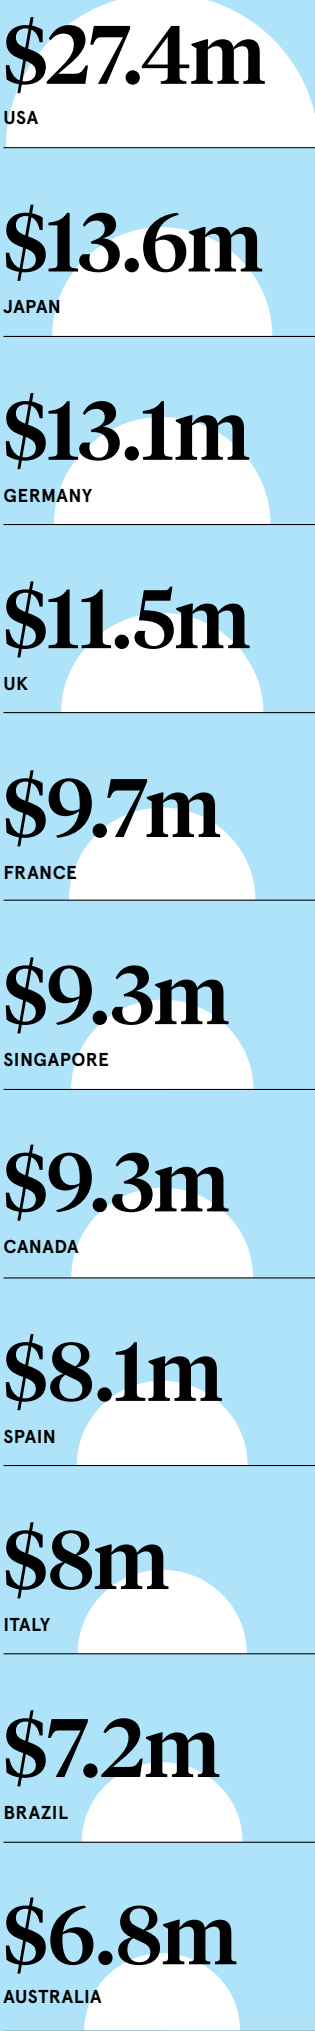 $27.4m
USA
$13.6m
JAPAN
$13.1m
GERMANY
$11.5m
UK
$9.7m
FRANCE
$9.3m
SINGAPORE
$9.3m
CANADA
$8.1m
SPAIN
$8m
ITALY
$7.2m
BRAZIL
$6.8m
AUSTRALIA